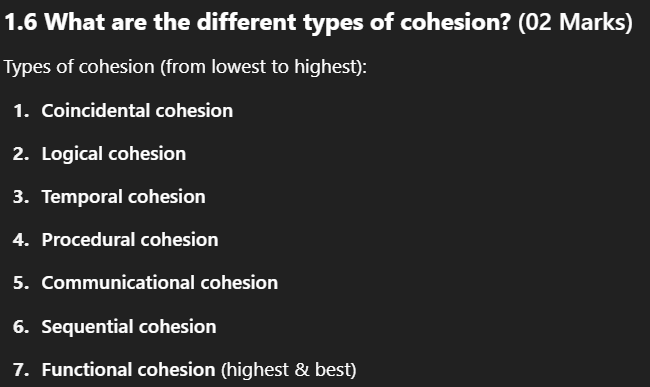 1.6 What are the different types of cohesion? (02 Marks)
Types of cohesion (from lowest to highest):
1. Coincidental cohesion
2. Logical cohesion
3. Temporal cohesion
4. Procedural cohesion
5. Communicational cohesion
6. Sequential cohesion
7. Functional cohesion (highest & best)